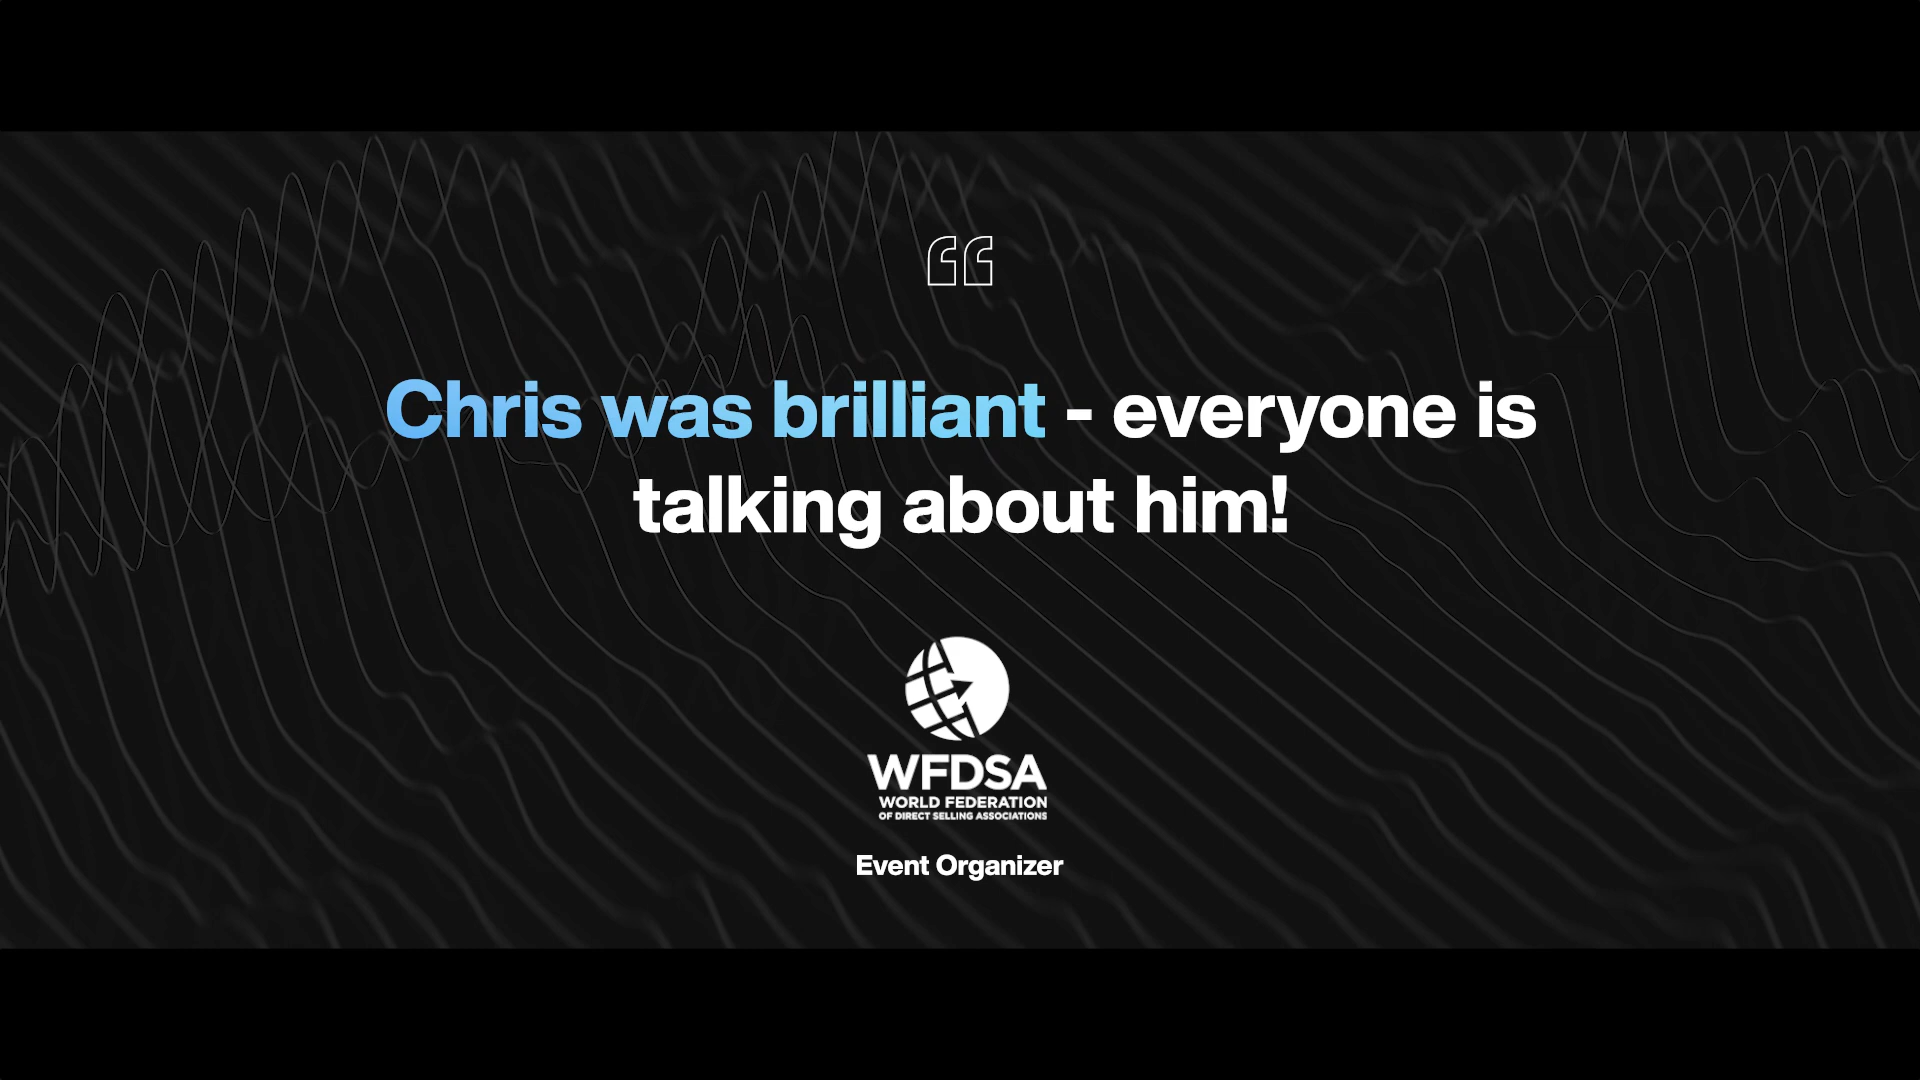 “
Chris was brilliant - everyone is
talking about him!
WFDSA
WORLD FEDERATION
OF DIRECT SELLING ASSOCIATIONS
Event Organizer